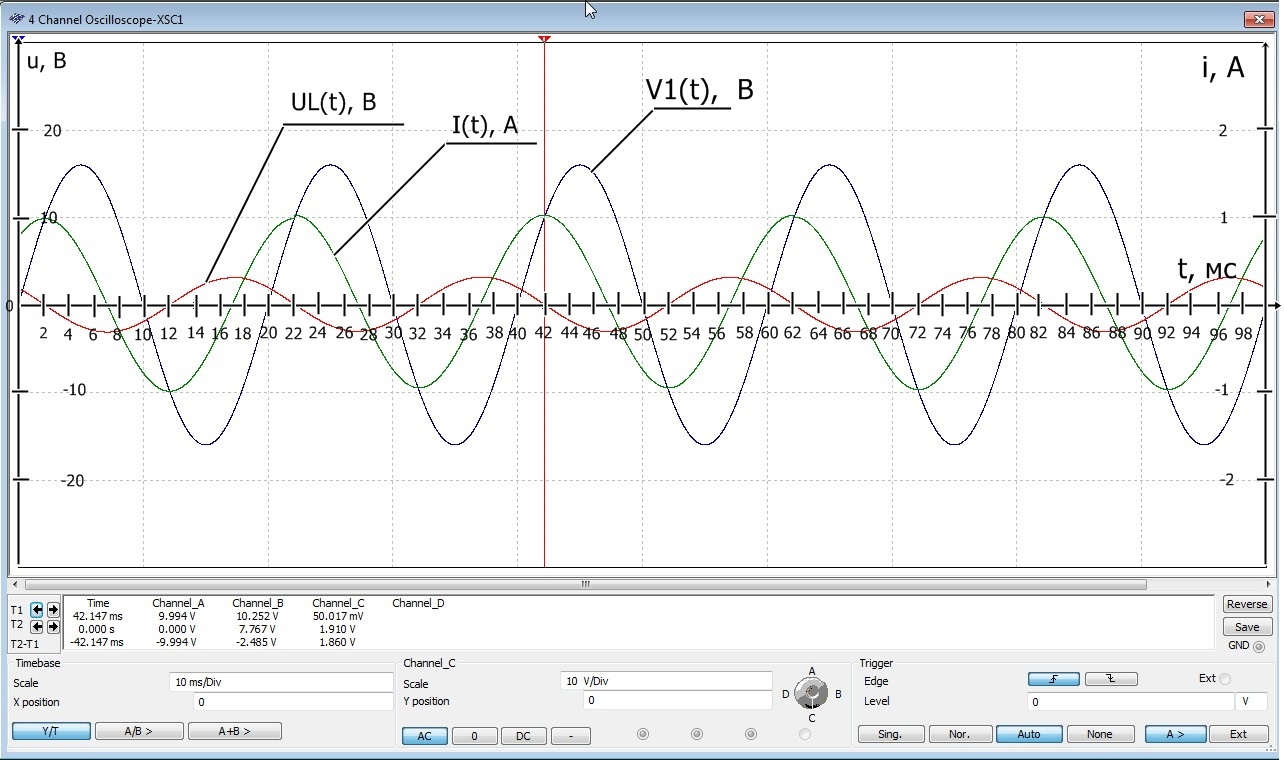 4 Channel Oscilloscope-XSC1
u, В
i, А
UL(t), В
I(t), А
V1(t), В
20
2
10
1
t, мс
0
2 4 6 8 10 12 14 16 18 20 22 24 26 28 30 32 34 36 38 40 42 44 46 48 50 52 54 56 58 60 62 64 66 68 70 72 74 76 78 80 82 84 86 88 90 92 94 96 98
-10
-1
-20
-2
Time Channel_A Channel_B Channel_C Channel_D
T1 42.147 ms 9.994 V 10.252 V 50.017 mV
T2 0.000 s 0.000 V 7.767 V 1.910 V
T2-T1 -42.147 ms -9.994 V -2.485 V 1.860 V
Reverse
Save
GND
Timebase
Scale 10 ms/Div
X position 0
Y/T A/B > B/A > A+B >
Channel_C
Scale 10 V/Div
Y position 0
AC 0 DC -
A
D B
C
Trigger
Edge Ext
Level 0 V
Sing. Nor. Auto None A > Ext